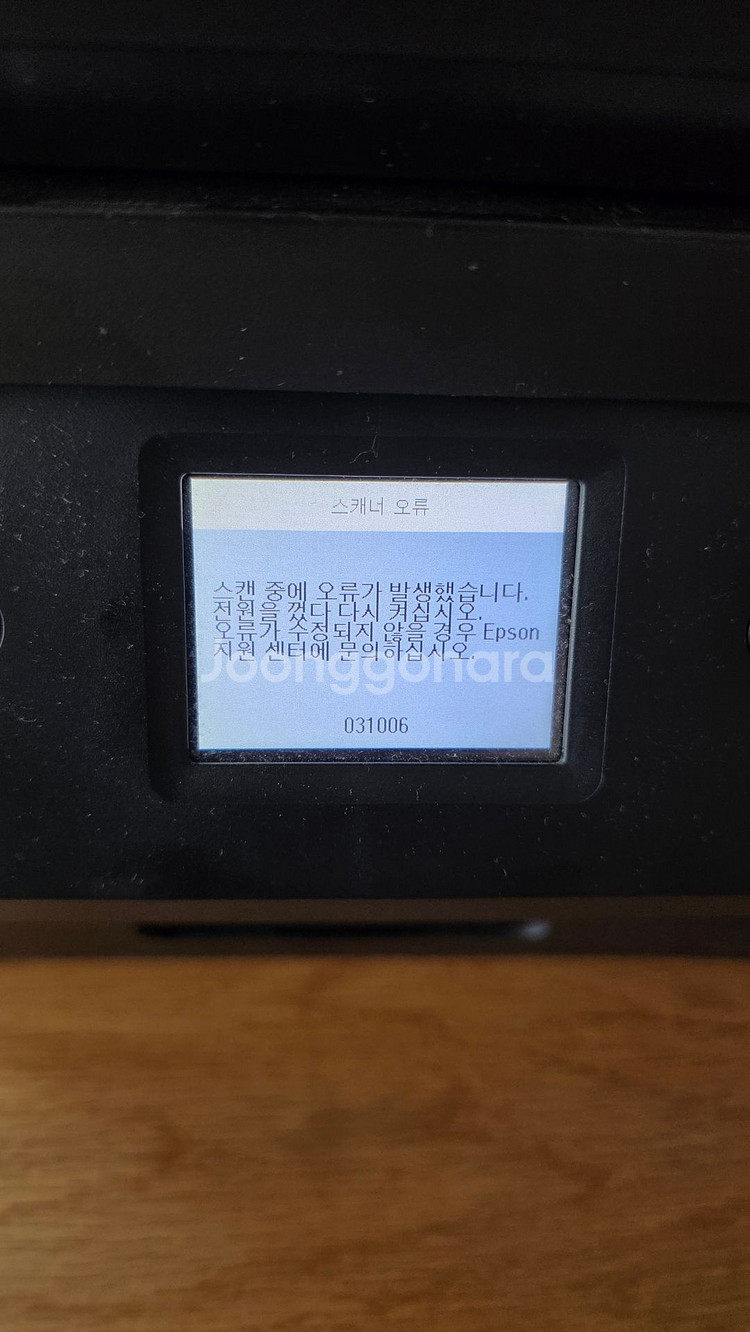 스캐너 오류
스캔 중에 오류가 발생했습니다.
전원을 껐다 다시 켜십시오.
오류가 수정되지 않을 경우 Epson
지원 센터에 문의하십시오.
Joonggonara
031006